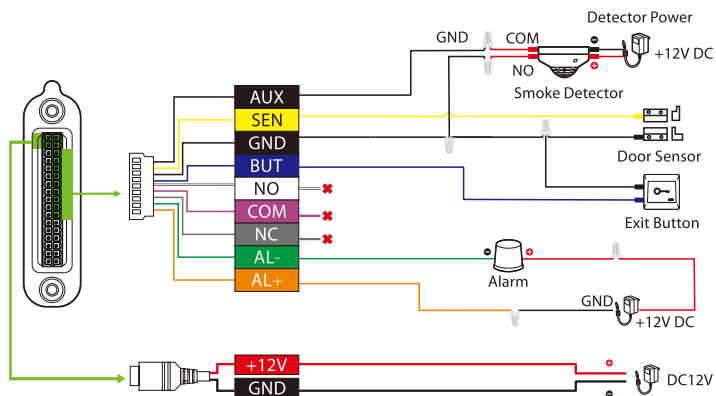 Detector Power
GND
COM
+12V DC
NO
Smoke Detector
AUX
SEN
GND
BUT
NO
COM
NC
AL-
AL+
Door Sensor
Exit Button
Alarm
GND
+12V DC
+12V
GND
DC12V